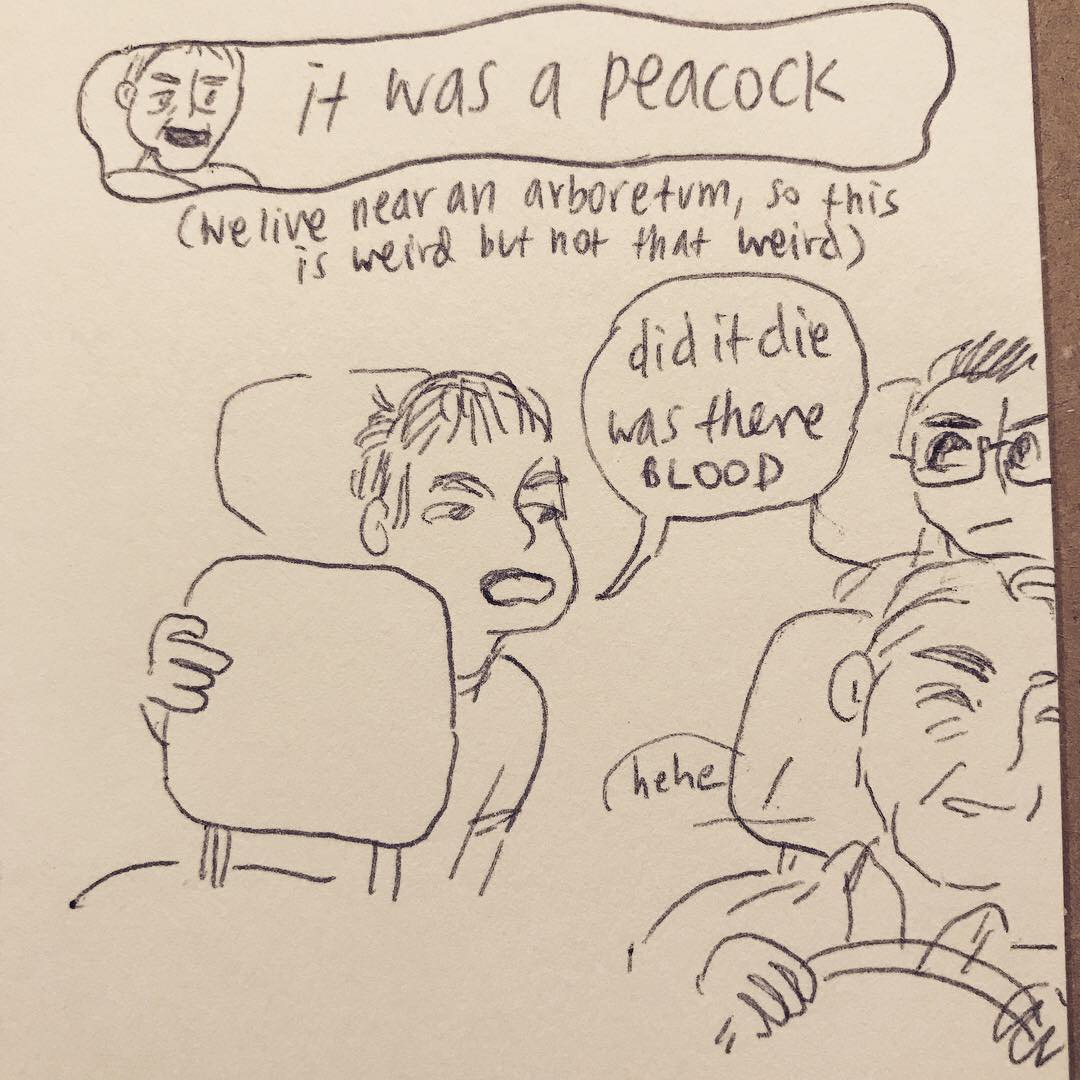 it was a peacock
(We live near an arboretum, so this
is weird but not that weird)
did it die
was there
BLOOD
hehe